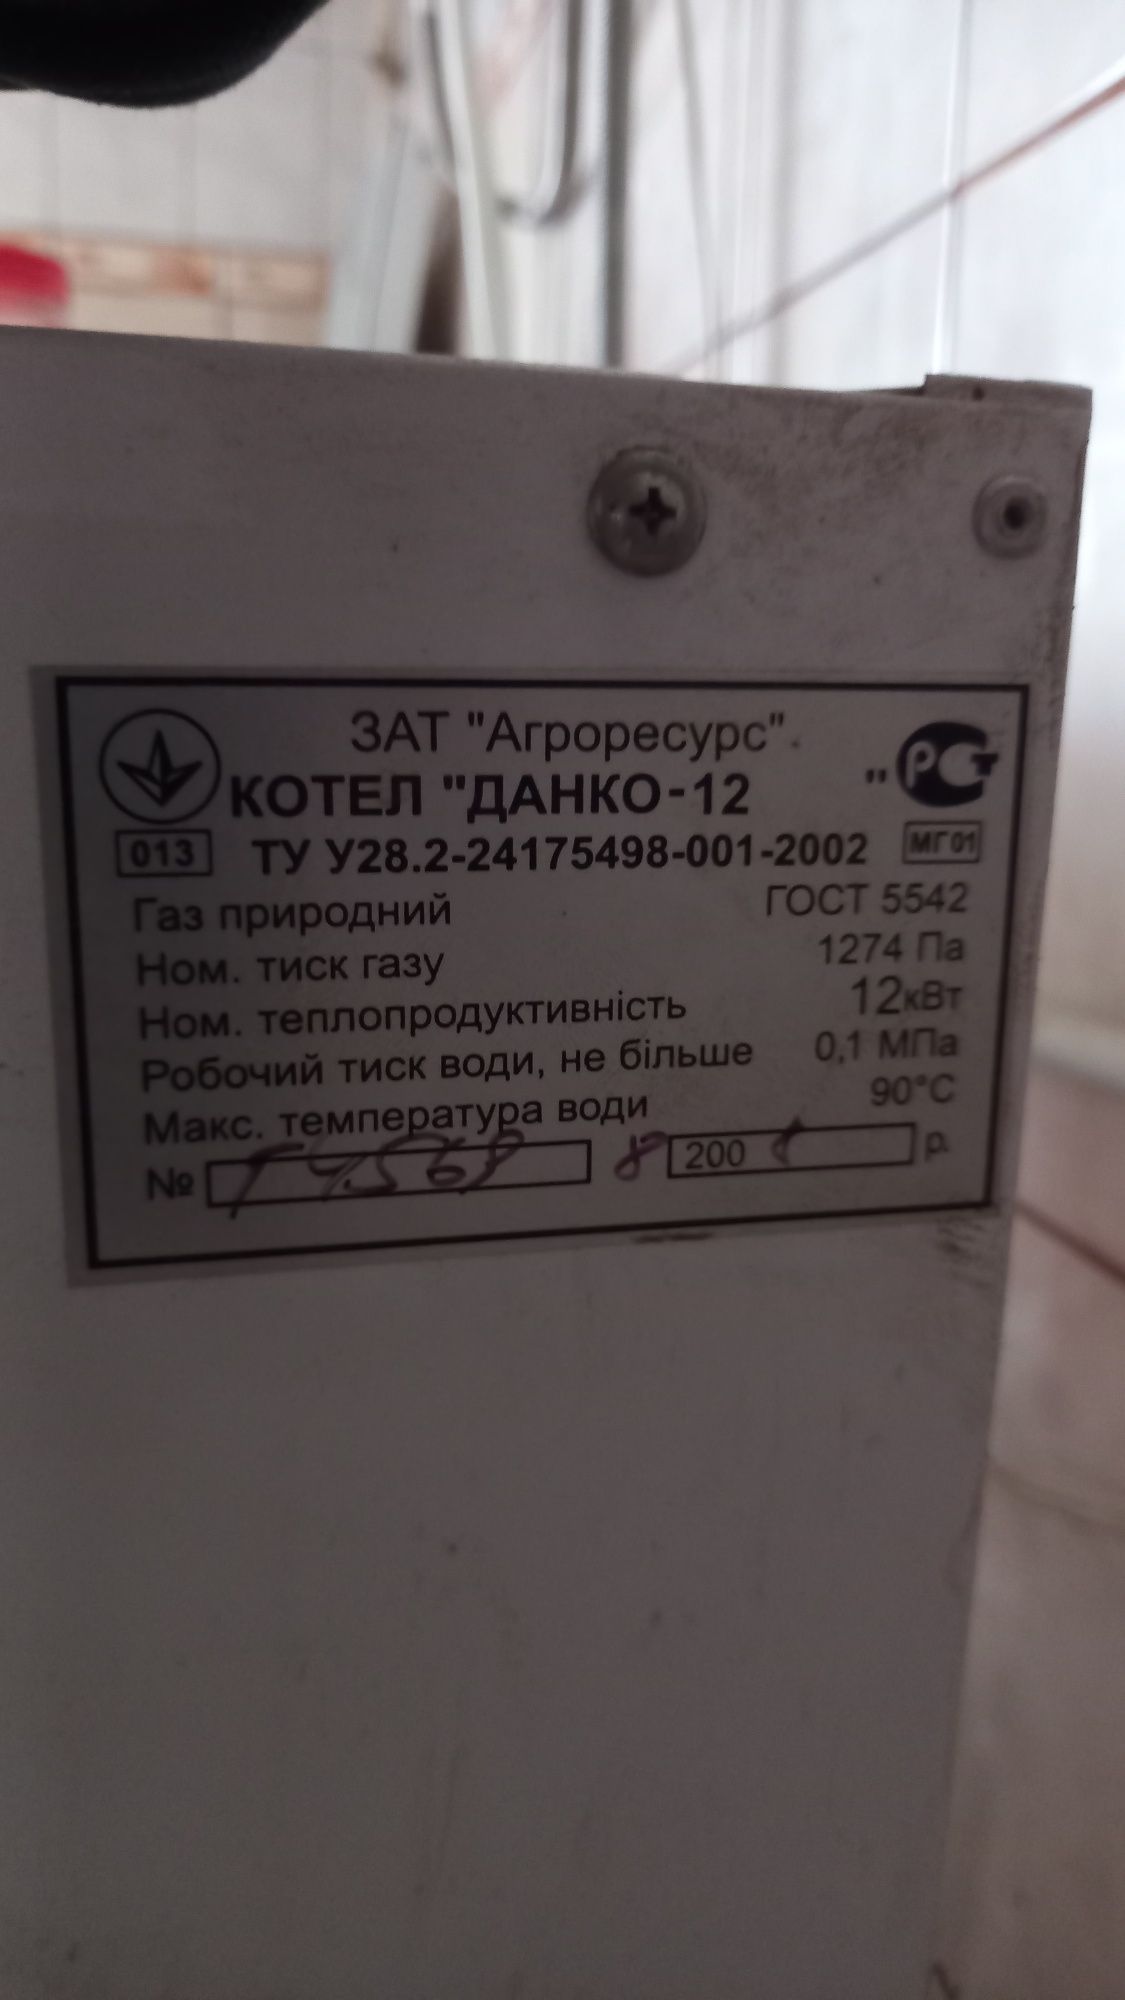 ЗАТ "Агроресурс"
КОТЕЛ "ДАНКО-12 "
РСТ
013 ТУ У28.2-24175498-001-2002 МГ01
Газ природний ГОСТ 5542
Ном. тиск газу 1274 Па
Ном. теплопродуктивність 12кВт
Робочий тиск води, не більше 0,1 МПа
Макс. температура води 90°С
№ 8 200 р.